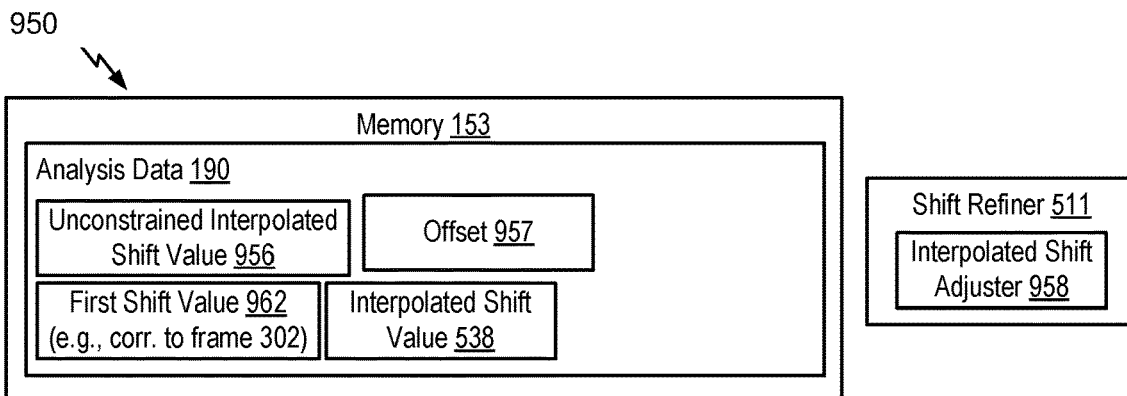 950
Memory 153
Analysis Data 190
Unconstrained Interpolated
Shift Value 956
Offset 957
First Shift Value 962
(e.g., corr. to frame 302)
Interpolated Shift
Value 538
Shift Refiner 511
Interpolated Shift
Adjuster 958